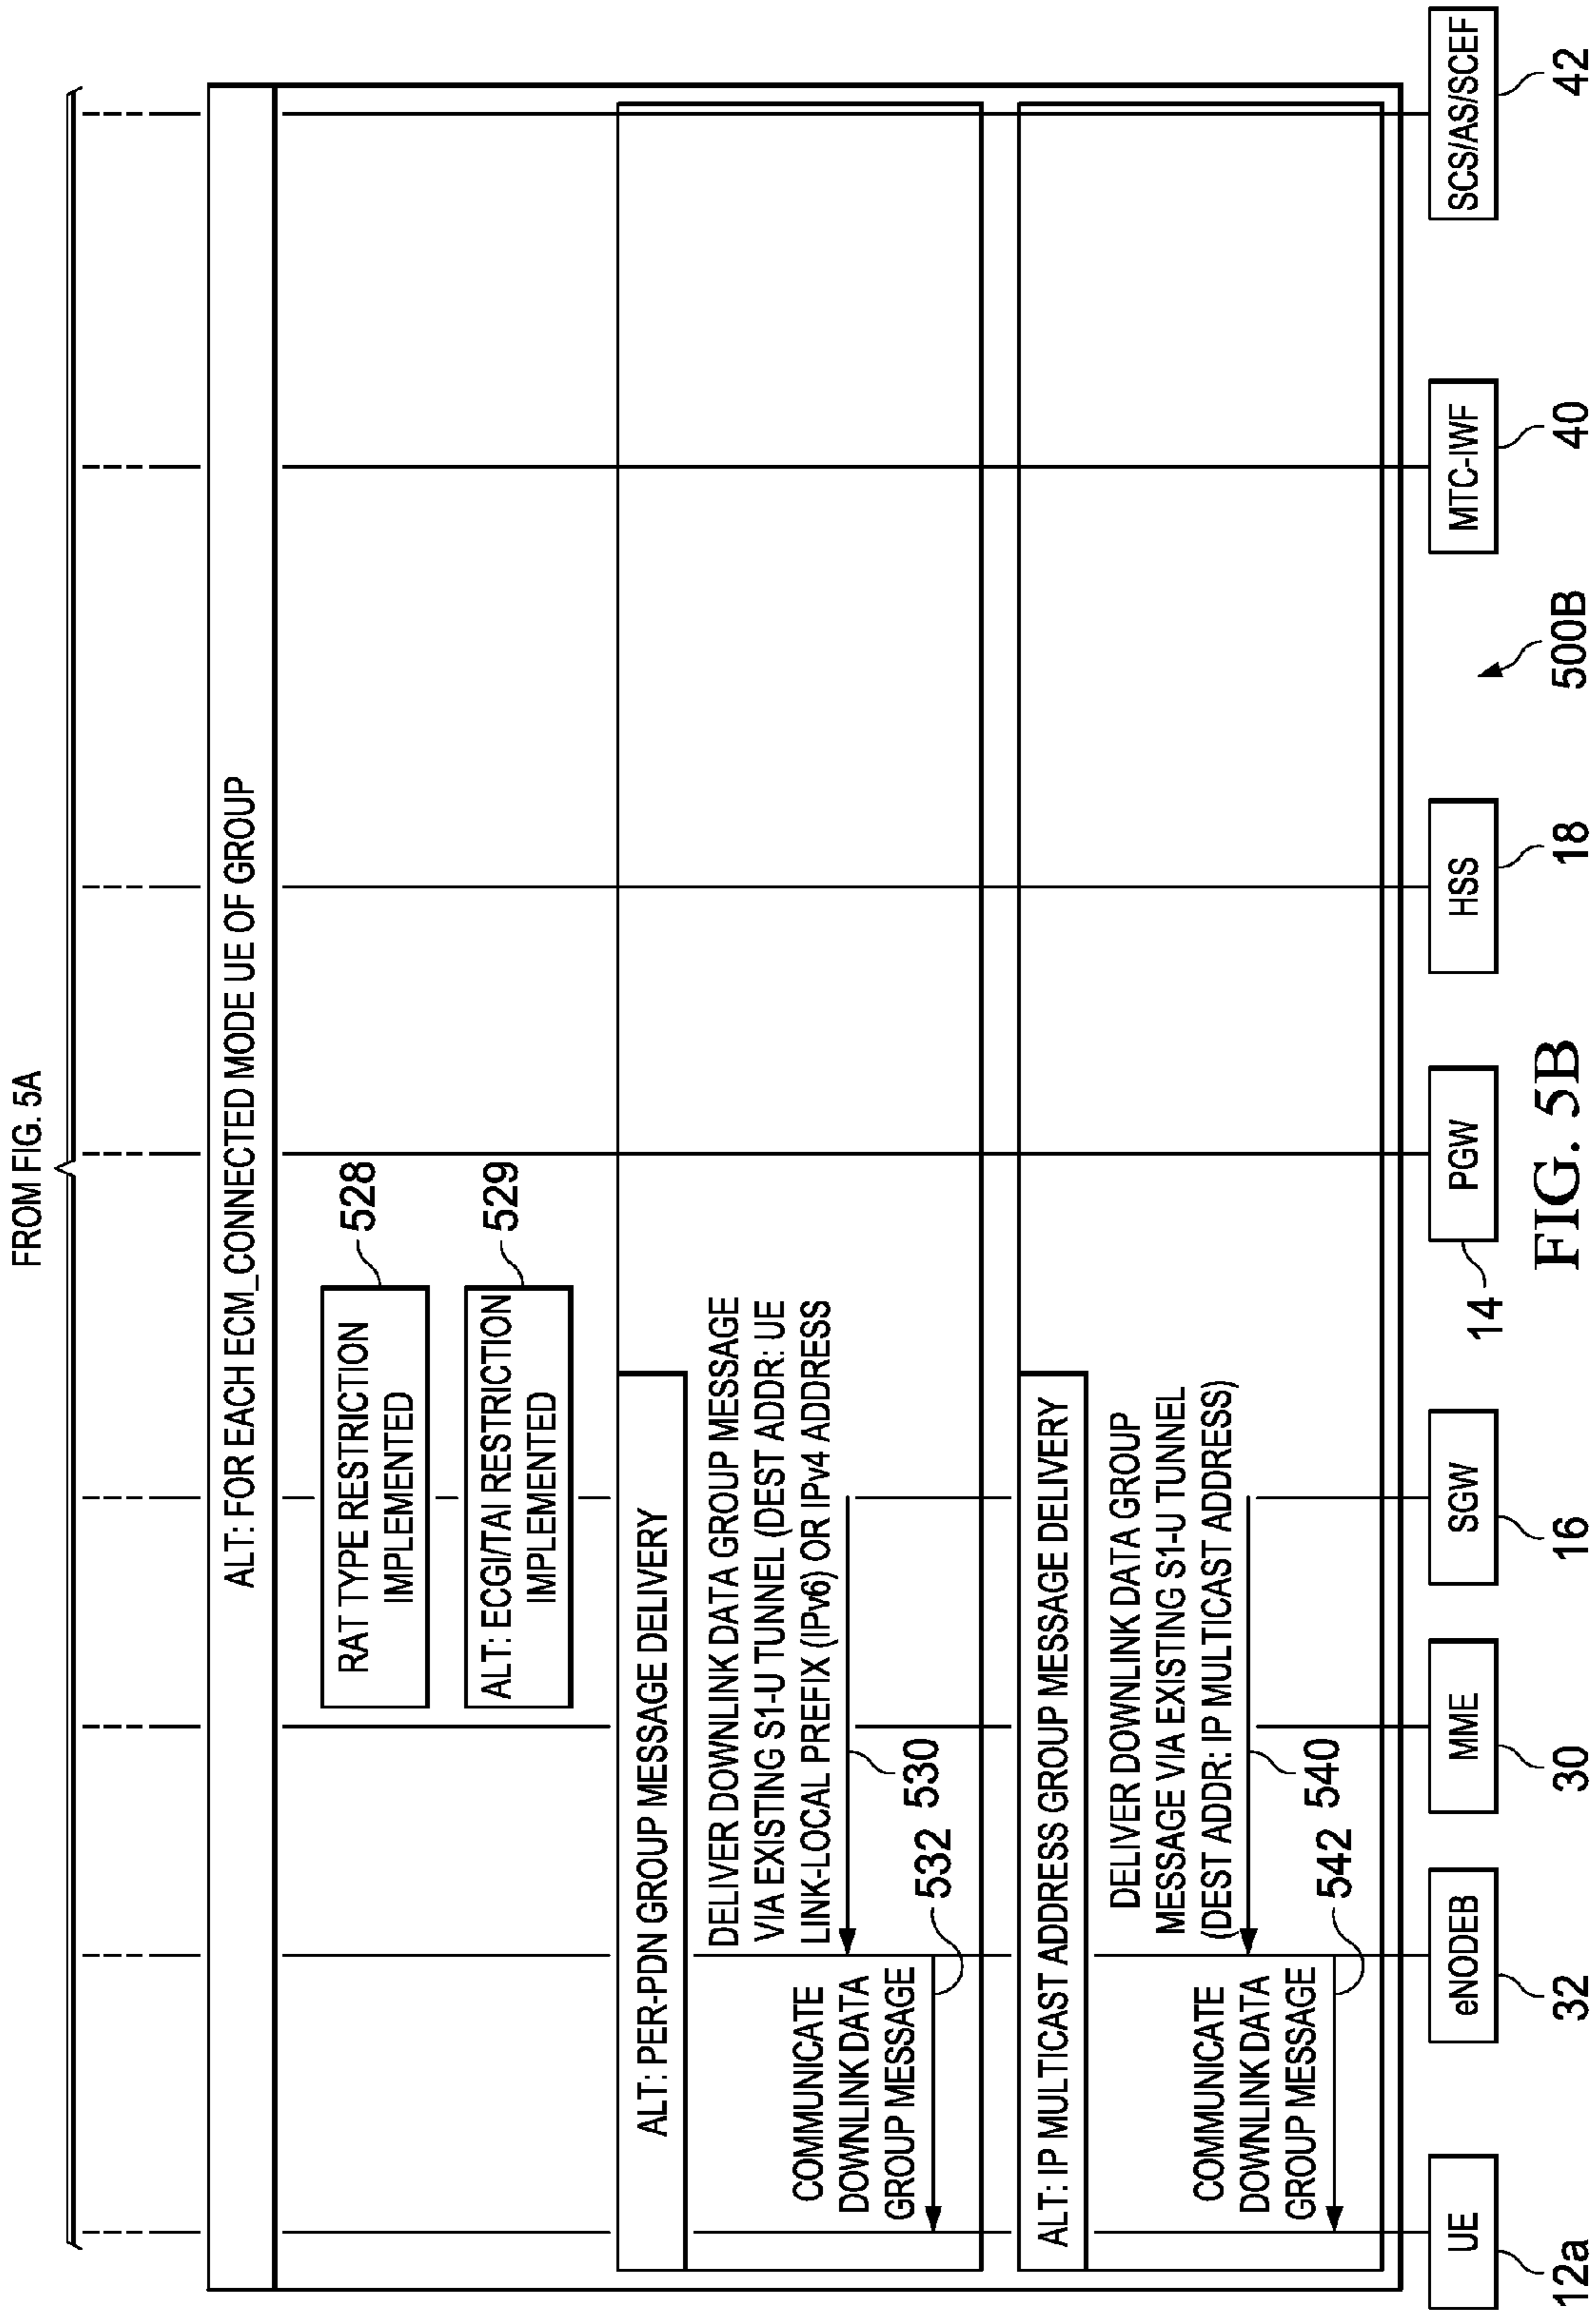 FROM FIG. 5A
ALT: FOR EACH ECM_CONNECTED MODE UE OF GROUP
RAT TYPE RESTRICTION
IMPLEMENTED
528
ALT: ECGI/TAI RESTRICTION
IMPLEMENTED
529
ALT: PER-PDN GROUP MESSAGE DELIVERY
DELIVER DOWNLINK DATA GROUP MESSAGE
VIA EXISTING S1-U TUNNEL (DEST ADDR: UE
LINK-LOCAL PREFIX (IPv6) OR IPv4 ADDRESS
530
COMMUNICATE
DOWNLINK DATA
GROUP MESSAGE
532
ALT: IP MULTICAST ADDRESS GROUP MESSAGE DELIVERY
DELIVER DOWNLINK DATA GROUP
MESSAGE VIA EXISTING S1-U TUNNEL
(DEST ADDR: IP MULTICAST ADDRESS)
540
COMMUNICATE
DOWNLINK DATA
GROUP MESSAGE
542
UE
eNODEB
MME
SGW
PGW
HSS
MTC-IWF
SCS/AS/SCEF
12a
32
30
16
14
18
500B
40
42
FIG. 5B